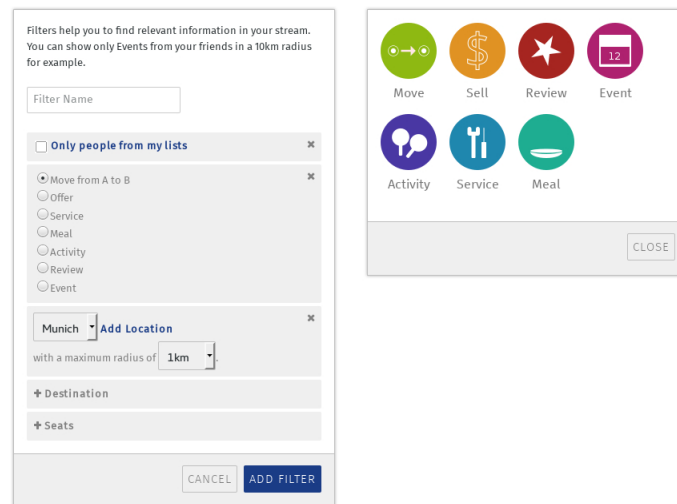 Filters help you to find relevant information in your stream.
You can show only Events from your friends in a 10km radius
for example.
Filter Name
Only people from my lists
Move from A to B
Offer
Service
Meal
Activity
Review
Event
Munich Add Location
with a maximum radius of 1km .
+ Destination
+ Seats
CANCEL ADD FILTER
12
Move Sell Review Event
Activity Service Meal
CLOSE